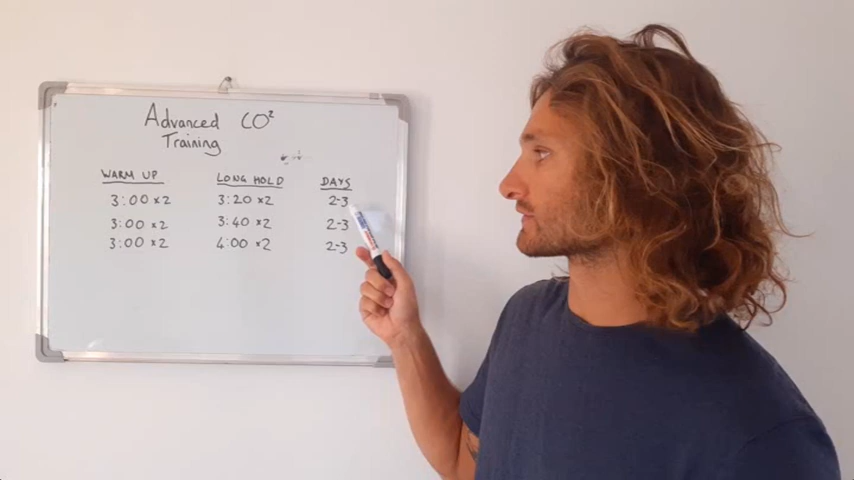 Advanced CO²
Training
WARM UP LONG HOLD DAYS
3:00 x2 3:20 x2 2-3
3:00 x2 3:40 x2 2-3
3:00 x2 4:00 x2 2-3